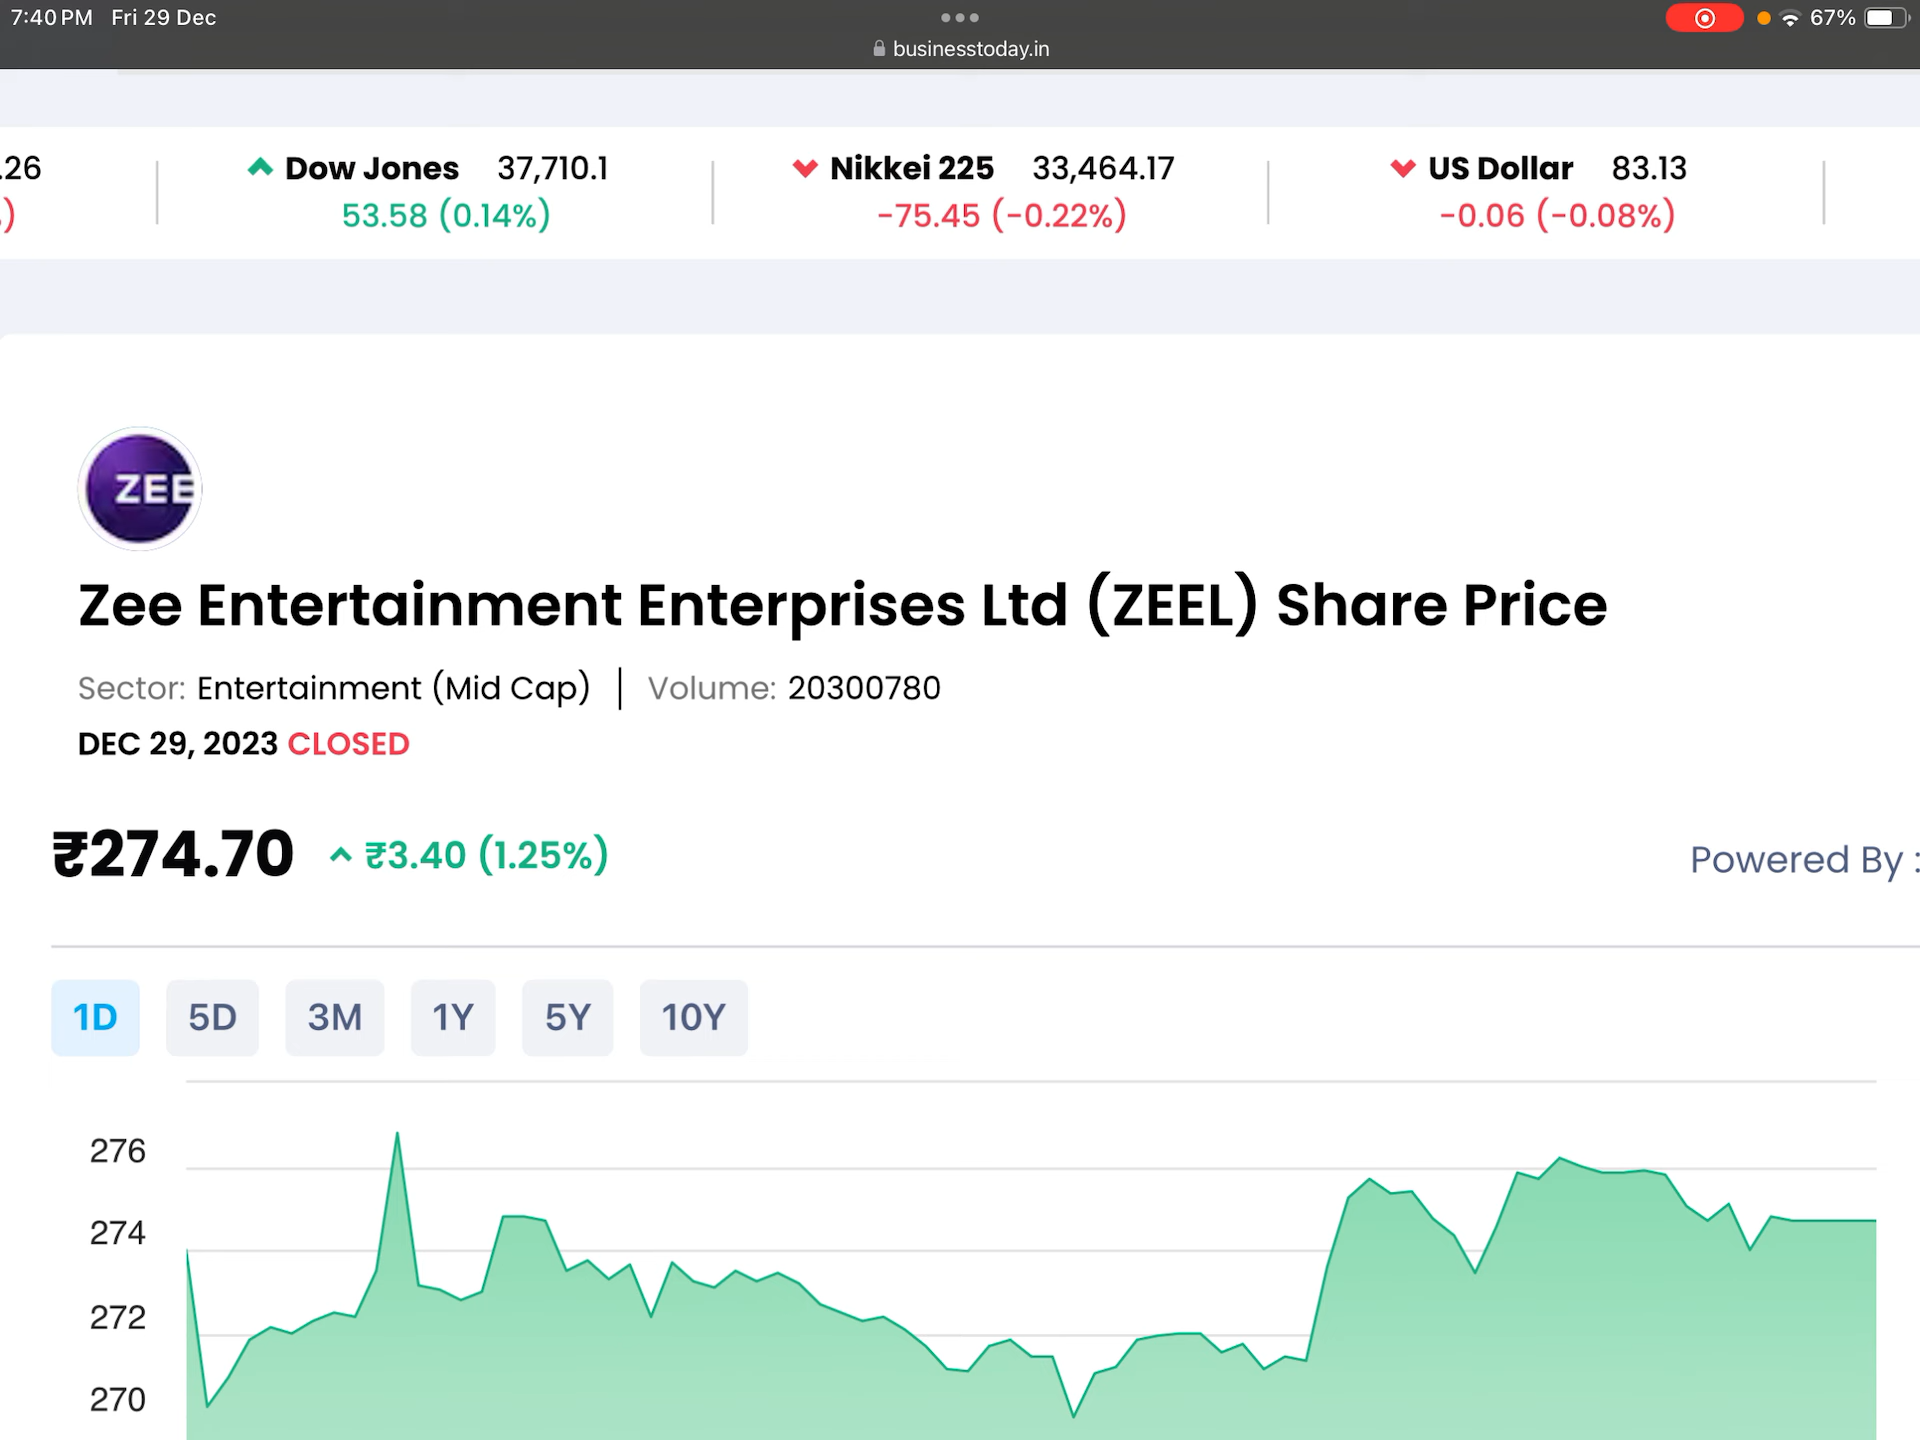 7:40 PM Fri 29 Dec
67%
businesstoday.in
.26 Dow Jones 37,710.1 Nikkei 225 33,464.17 US Dollar 83.13
) 53.58 (0.14%) -75.45 (-0.22%) -0.06 (-0.08%)
ZEE
Zee Entertainment Enterprises Ltd (ZEEL) Share Price
Sector: Entertainment (Mid Cap) | Volume: 20300780
DEC 29, 2023 CLOSED
₹274.70 ₹3.40 (1.25%)
Powered By :
1D 5D 3M 1Y 5Y 10Y
276
274
272
270